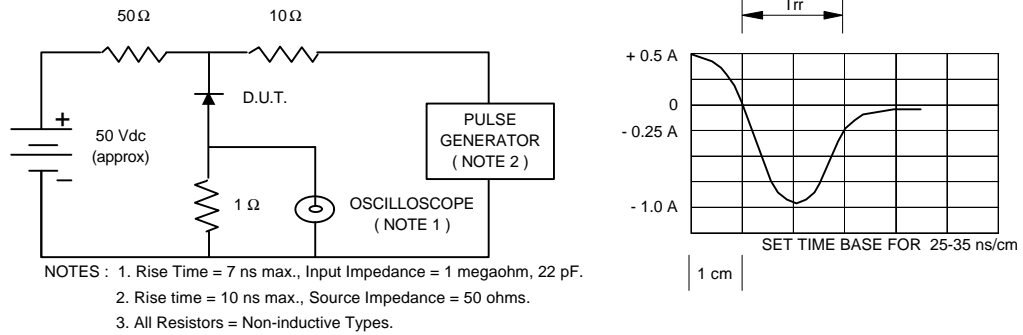 50 Ω
10 Ω
D.U.T.
+
50 Vdc
(approx)
−
1 Ω
OSCILLOSCOPE
( NOTE 1 )
PULSE
GENERATOR
( NOTE 2 )
NOTES : 1. Rise Time = 7 ns max., Input Impedance = 1 megaohm, 22 pF.
2. Rise time = 10 ns max., Source Impedance = 50 ohms.
3. All Resistors = Non-inductive Types.
Trr
+ 0.5 A
0
- 0.25 A
- 1.0 A
SET TIME BASE FOR 25-35 ns/cm
1 cm